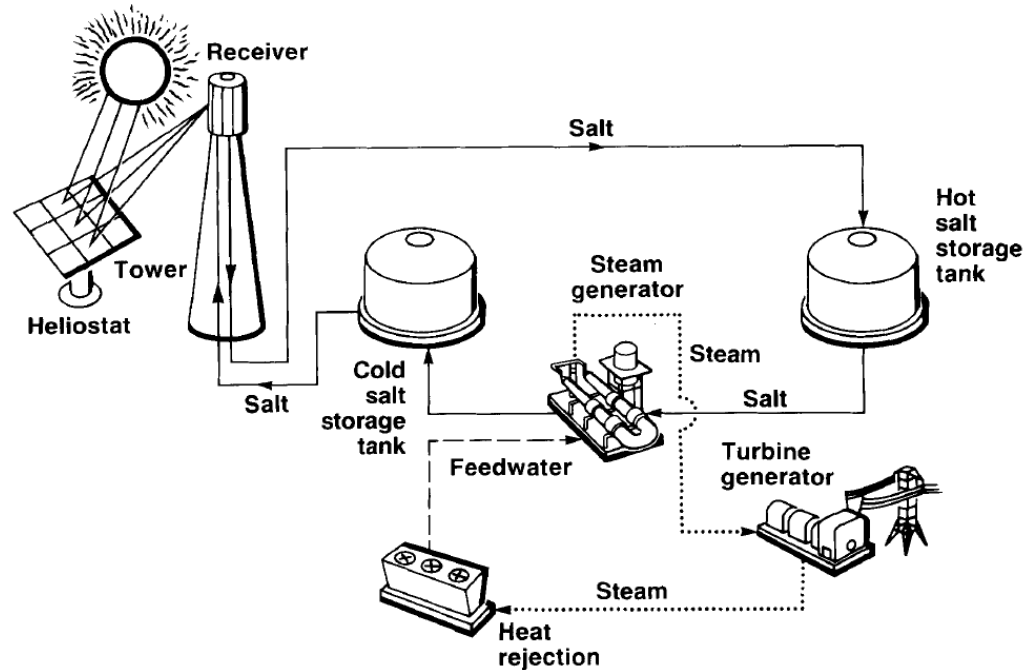 Receiver
Salt
Hot
salt
storage
tank
Tower
Steam
generator
Heliostat
Steam
Cold
salt
storage
tank
Salt
Salt
Feedwater
Turbine
generator
Steam
Heat
rejection